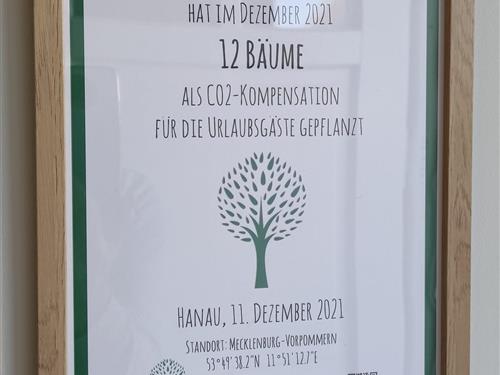 HAT IM DEZEMBER 2021
12 BÄUME
ALS CO2-KOMPENSATION
FÜR DIE URLAUBSGÄSTE GEPFLANZT
HANAU, 11. DEZEMBER 2021
STANDORT: MECKLENBURG-VORPOMMERN
53°49'38.2"N 11°51'12.7"E